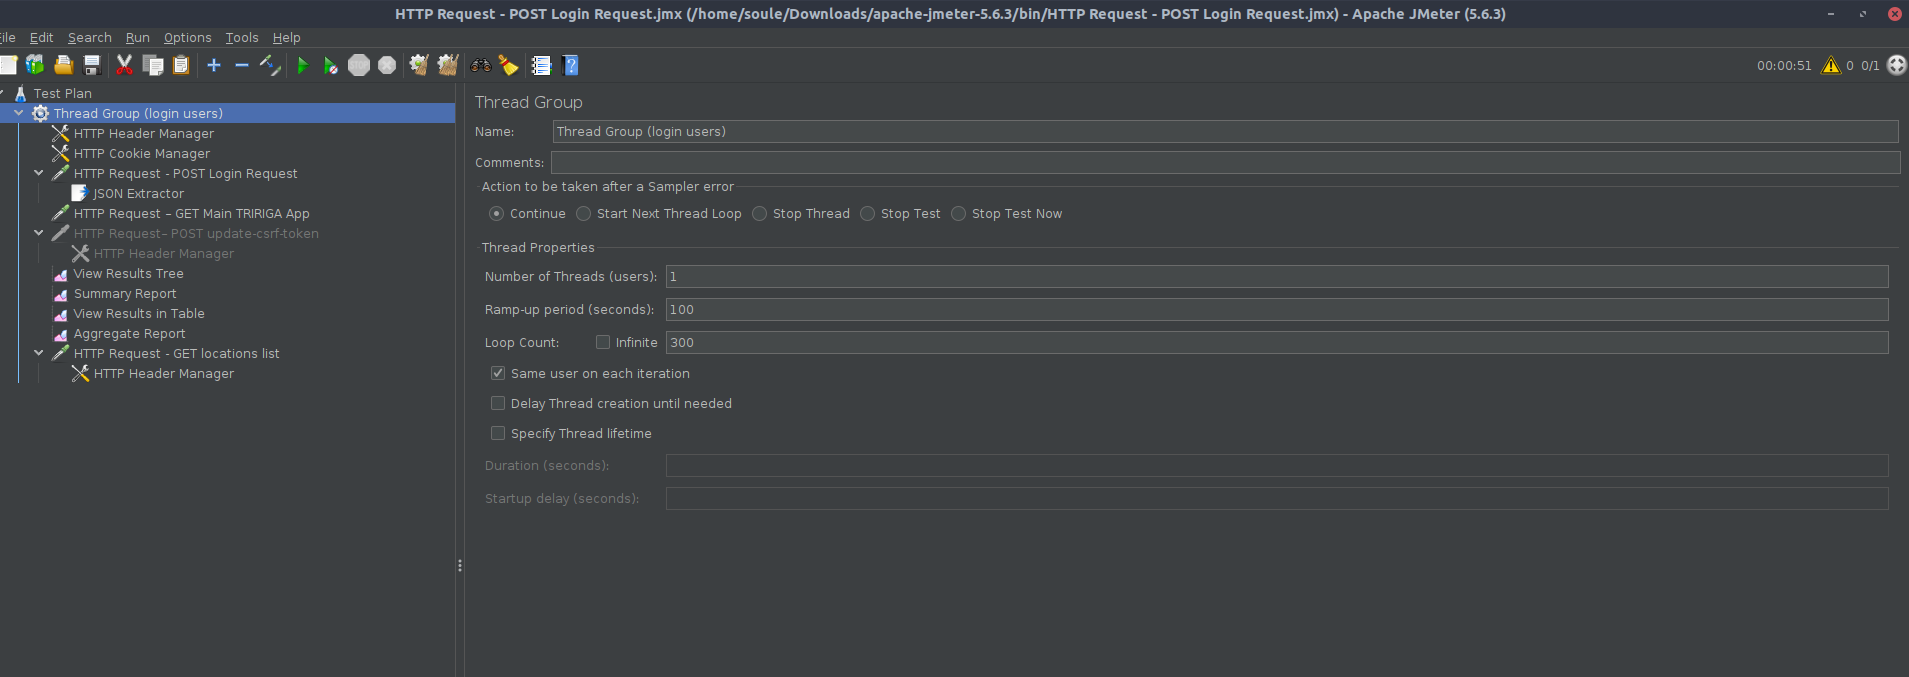 HTTP Request - POST Login Request.jmx (/home/soule/Downloads/apache-jmeter-5.6.3/bin/HTTP Request - POST Login Request.jmx) - Apache JMeter (5.6.3)
ile Edit Search Run Options Tools Help
00:00:51 0 0/1
Test Plan
Thread Group (login users)
HTTP Header Manager
HTTP Cookie Manager
HTTP Request - POST Login Request
JSON Extractor
HTTP Request – GET Main TRIRIGA App
HTTP Request– POST update-csrf-token
HTTP Header Manager
View Results Tree
Summary Report
View Results in Table
Aggregate Report
HTTP Request - GET locations list
HTTP Header Manager
Thread Group
Name: Thread Group (login users)
Comments:
Action to be taken after a Sampler error
Continue Start Next Thread Loop Stop Thread Stop Test Stop Test Now
Thread Properties
Number of Threads (users): 1
Ramp-up period (seconds): 100
Loop Count: Infinite 300
Same user on each iteration
Delay Thread creation until needed
Specify Thread lifetime
Duration (seconds):
Startup delay (seconds):